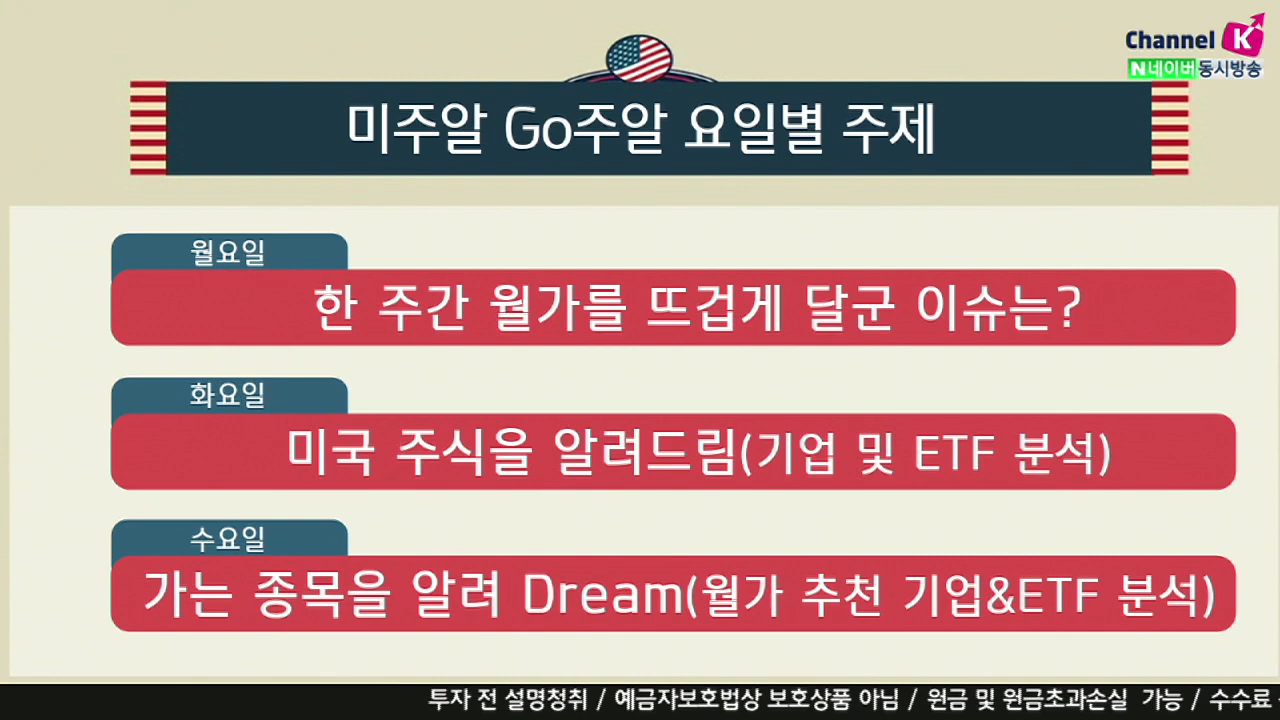 Channel K
N네이버 동시방송
미주알 Go주알 요일별 주제
월요일
한 주간 월가를 뜨겁게 달군 이슈는?
화요일
미국 주식을 알려드림(기업 및 ETF 분석)
수요일
가는 종목을 알려 Dream(월가 추천 기업&ETF 분석)
투자 전 설명청취 / 예금자보호법상 보호상품 아님 / 원금 및 원금초과손실 가능 / 수수료